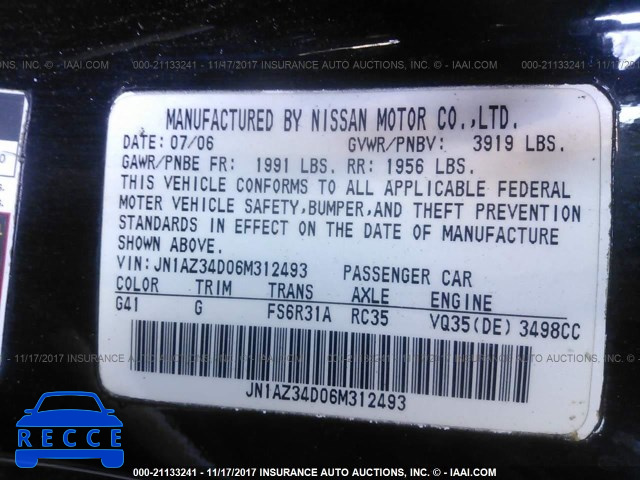 000-21133241 - 11/17/2017 INSURANCE AUTO AUCTIONS, INC. - © - IAAI.COM
MANUFACTURED BY NISSAN MOTOR CO.,LTD.
DATE: 07/06 GVWR/PNBV: 3919 LBS.
GAWR/PNBE FR: 1991 LBS. RR: 1956 LBS.
THIS VEHICLE CONFORMS TO ALL APPLICABLE FEDERAL
MOTOR VEHICLE SAFETY,BUMPER,AND THEFT PREVENTION
STANDARDS IN EFFECT ON THE DATE OF MANUFACTURE
SHOWN ABOVE.
VIN:JN1AZ34D06M312493 PASSENGER CAR
COLOR TRIM TRANS AXLE ENGINE
G41 G FS6R31A RC35 VQ35(DE) 3498CC
JN1AZ34D06M312493
RECCE
000-21133241 - 11/17/2017 INSURANCE AUTO AUCTIONS, INC. - © - IAAI.COM